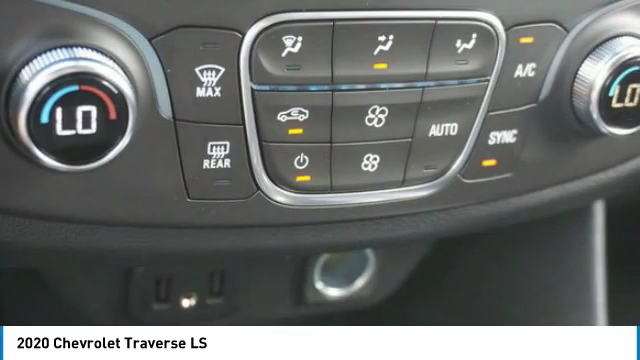 LO
MAX
REAR
AUTO
A/C
SYNC
LO
2020 Chevrolet Traverse LS